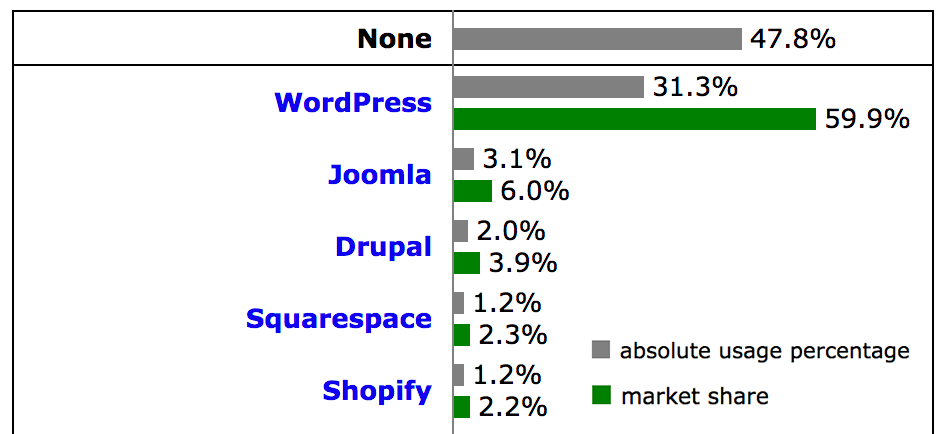 None 47.8%
WordPress 31.3%
59.9%
Joomla 3.1%
6.0%
Drupal 2.0%
3.9%
Squarespace 1.2%
2.3%
absolute usage percentage
Shopify 1.2%
2.2%
market share